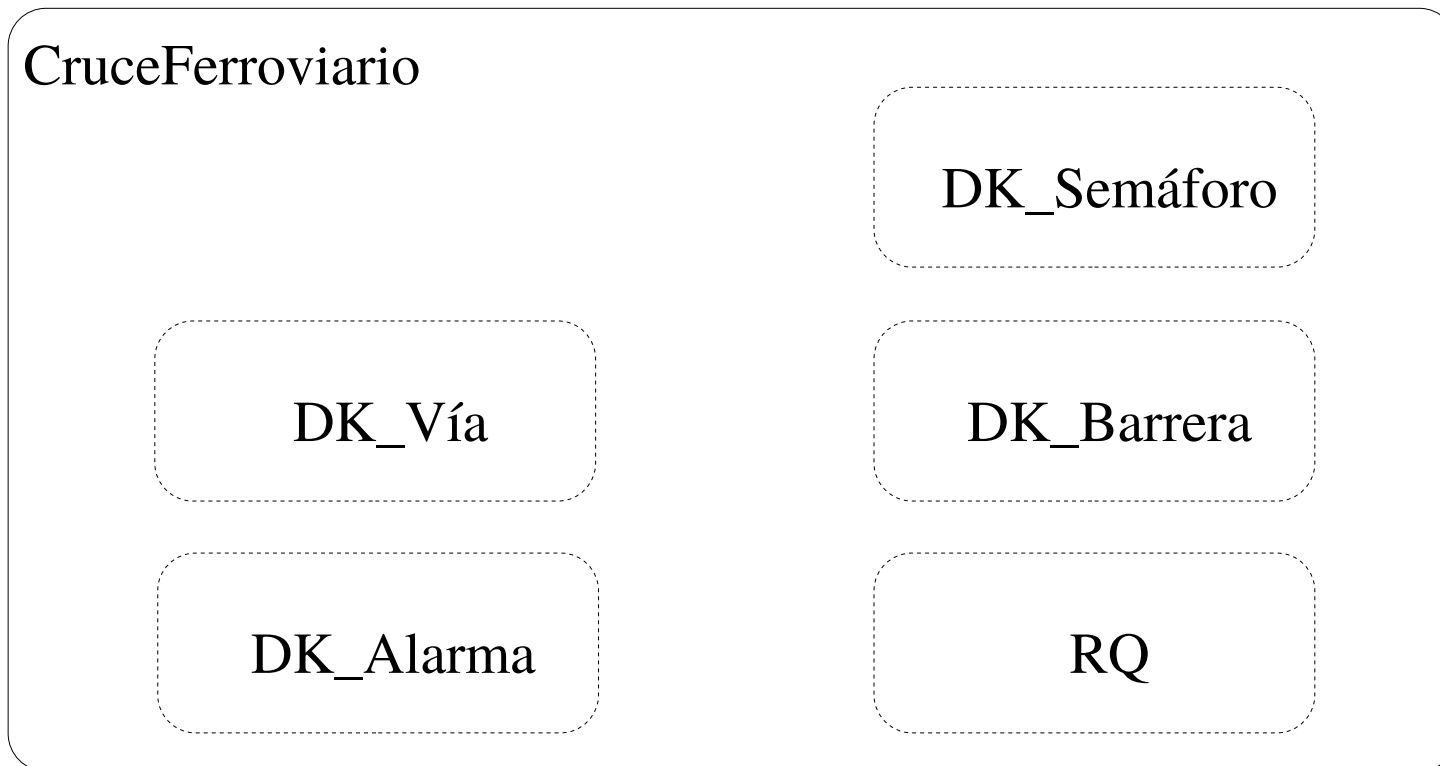 CruceFerroviario
DK_Semáforo
DK_Vía
DK_Barrera
DK_Alarma
RQ